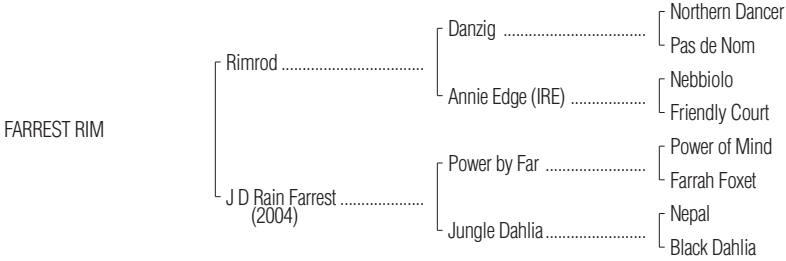 Northern Dancer
Danzig ..................................
Pas de Nom
Rimrod ..................................
Nebbiolo
Annie Edge (IRE) ..................
Friendly Court
FARREST RIM
Power of Mind
Power by Far ........................
Farrah Foxet
J D Rain Farrest ....................
(2004)
Nepal
Jungle Dahlia........................
Black Dahlia